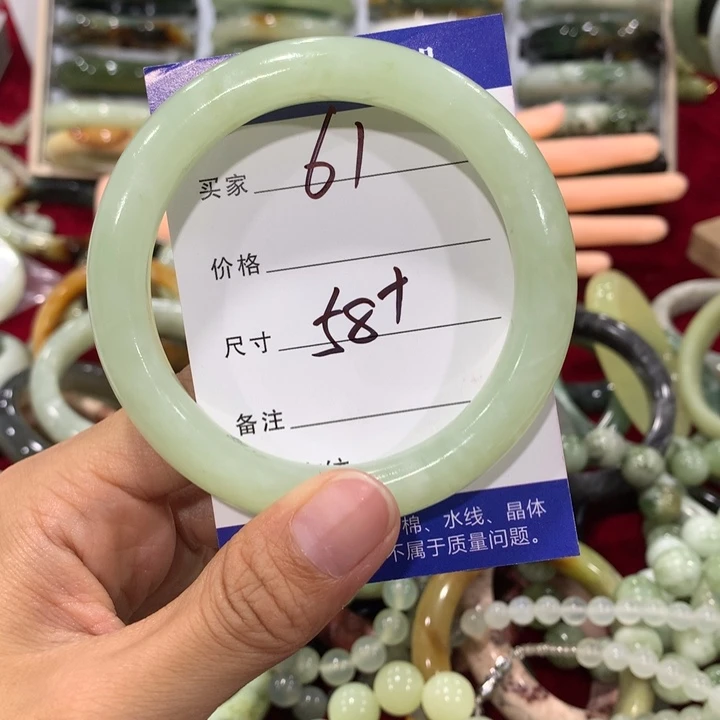 买家 61
价格
尺寸 58+
备注
棉、水线、晶体
不属于质量问题。